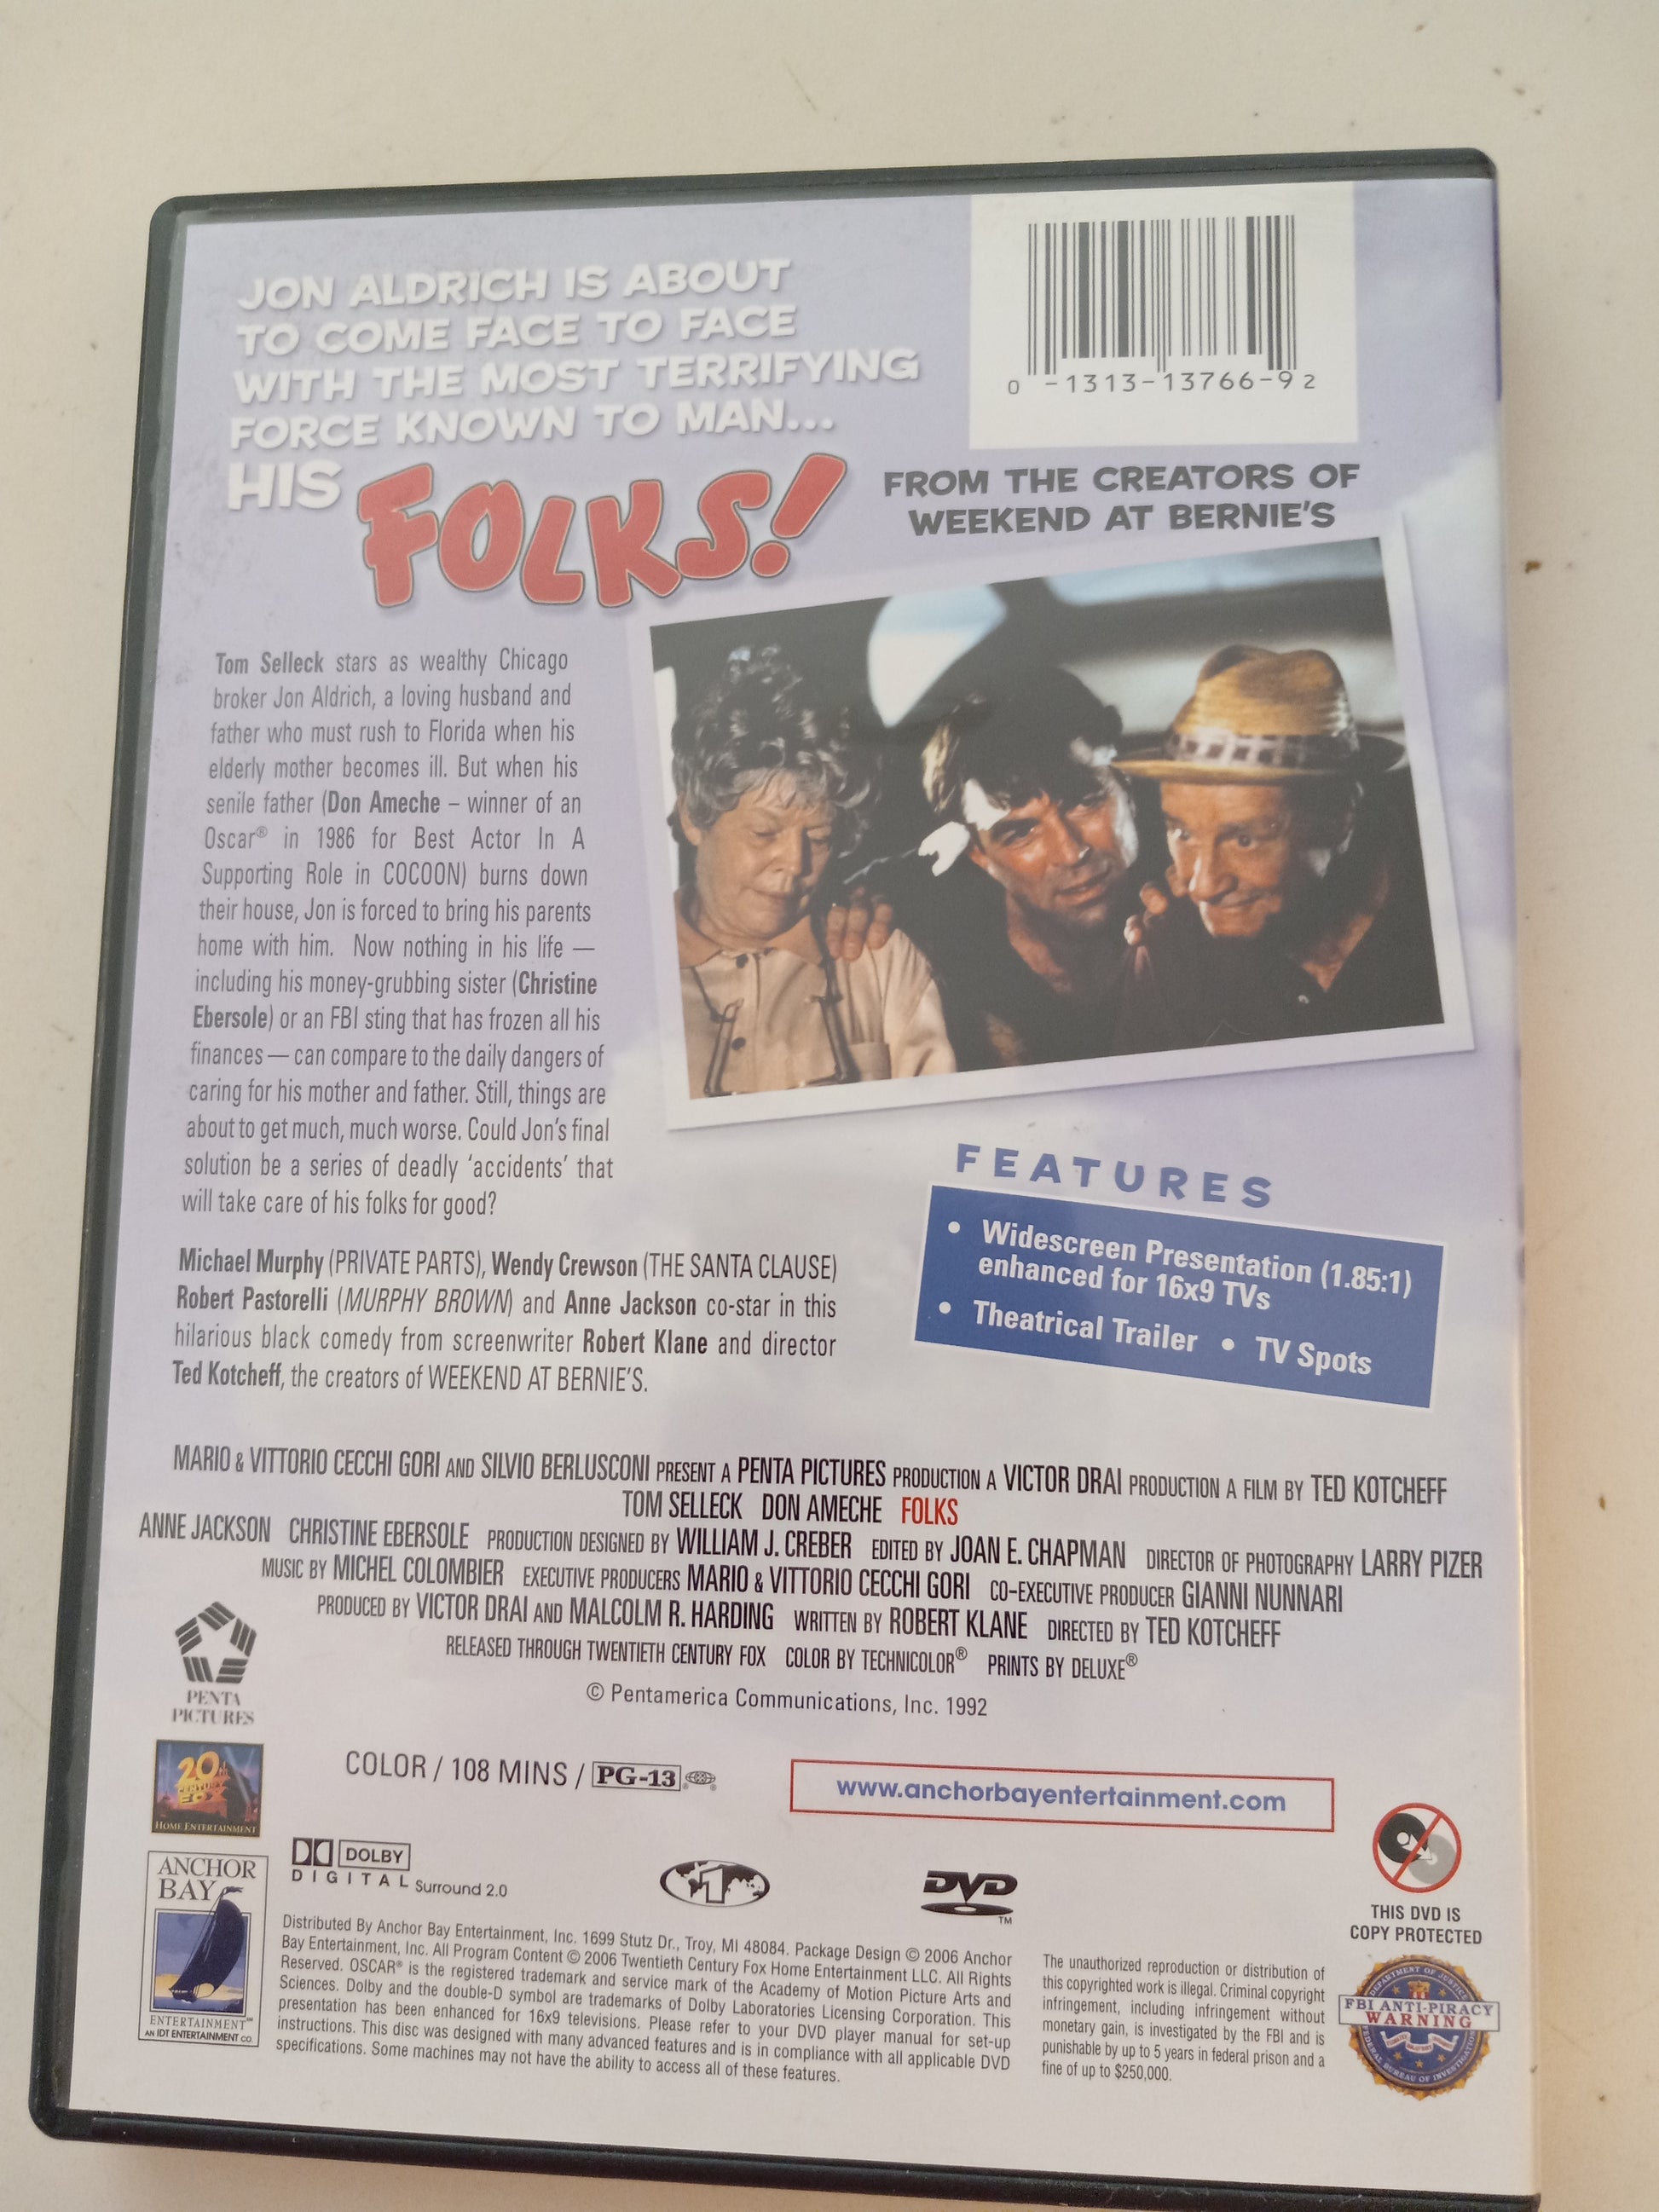 JON ALDRICH IS ABOUT
TO COME FACE TO FACE
WITH THE MOST TERRIFYING
FORCE KNOWN TO MAN...
HIS FOLKS!
0 -1313-13766-9 2
FROM THE CREATORS OF
WEEKEND AT BERNIE'S
Tom Selleck stars as wealthy Chicago
broker Jon Aldrich, a loving husband and
father who must rush to Florida when his
elderly mother becomes ill. But when his
senile father (Don Ameche – winner of an
Oscar® in 1986 for Best Actor In A
Supporting Role in COCOON) burns down
their house, Jon is forced to bring his parents
home with him. Now nothing in his life —
including his money-grubbing sister (Christine
Ebersole) or an FBI sting that has frozen all his
finances — can compare to the daily dangers of
caring for his mother and father. Still, things are
about to get much, much worse. Could Jon's final
solution be a series of deadly 'accidents' that
will take care of his folks for good?
Michael Murphy (PRIVATE PARTS), Wendy Crewson (THE SANTA CLAUSE)
Robert Pastorelli (MURPHY BROWN) and Anne Jackson co-star in this
hilarious black comedy from screenwriter Robert Klane and director
Ted Kotcheff, the creators of WEEKEND AT BERNIE'S.
FEATURES
• Widescreen Presentation (1.85:1)
enhanced for 16x9 TVs
• Theatrical Trailer • TV Spots
MARIO & VITTORIO CECCHI GORI AND SILVIO BERLUSCONI PRESENT A PENTA PICTURES PRODUCTION A VICTOR DRAI PRODUCTION A FILM BY TED KOTCHEFF
TOM SELLECK DON AMECHE FOLKS
ANNE JACKSON CHRISTINE EBERSOLE PRODUCTION DESIGNED BY WILLIAM J. CREBER EDITED BY JOAN E. CHAPMAN DIRECTOR OF PHOTOGRAPHY LARRY PIZER
MUSIC BY MICHEL COLOMBIER EXECUTIVE PRODUCERS MARIO & VITTORIO CECCHI GORI CO-EXECUTIVE PRODUCER GIANNI NUNNARI
PRODUCED BY VICTOR DRAI AND MALCOLM R. HARDING WRITTEN BY ROBERT KLANE DIRECTED BY TED KOTCHEFF
RELEASED THROUGH TWENTIETH CENTURY FOX COLOR BY TECHNICOLOR® PRINTS BY DELUXE®
© Pentamerica Communications, Inc. 1992
PENTA
PICTURES
20th
CENTURY
FOX
HOME ENTERTAINMENT
COLOR / 108 MINS / PG-13
www.anchorbayentertainment.com
ANCHOR
BAY
ENTERTAINMENT™
AN IDT ENTERTAINMENT CO
DOLBY
DIGITAL Surround 2.0
1
DVD
TM
THIS DVD IS
COPY PROTECTED
Distributed By Anchor Bay Entertainment, Inc. 1699 Stutz Dr., Troy, MI 48084. Package Design © 2006 Anchor
Bay Entertainment, Inc. All Program Content © 2006 Twentieth Century Fox Home Entertainment LLC. All Rights
Reserved. OSCAR® is the registered trademark and service mark of the Academy of Motion Picture Arts and
Sciences. Dolby and the double-D symbol are trademarks of Dolby Laboratories Licensing Corporation. This
presentation has been enhanced for 16x9 televisions. Please refer to your DVD player manual for set-up
instructions. This disc was designed with many advanced features and is in compliance with all applicable DVD
specifications. Some machines may not have the ability to access all of these features.
The unauthorized reproduction or distribution of
this copyrighted work is illegal. Criminal copyright
infringement, including infringement without
monetary gain, is investigated by the FBI and is
punishable by up to 5 years in federal prison and a
fine of up to $250,000.
DEPARTMENT OF JUSTICE
FBI ANTI-PIRACY
WARNING
FEDERAL BUREAU OF INVESTIGATION